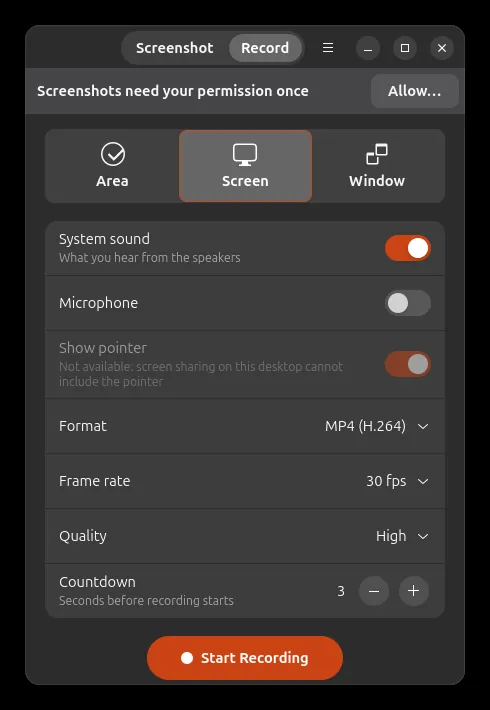 Screenshot Record
Screenshots need your permission once Allow…
Area Screen Window
System sound
What you hear from the speakers
Microphone
Show pointer
Not available: screen sharing on this desktop cannot
include the pointer
Format MP4 (H.264)
Frame rate 30 fps
Quality High
Countdown
Seconds before recording starts
3
Start Recording